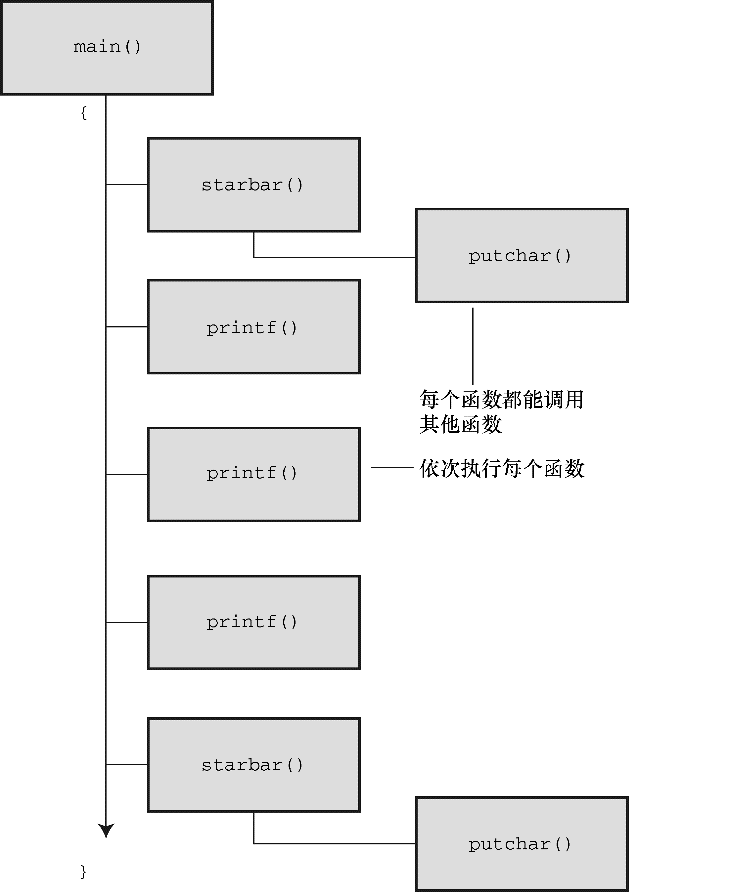 main()
{
starbar()
putchar()
printf()
每个函数都能调用
其他函数
printf()
依次执行每个函数
printf()
starbar()
putchar()
}